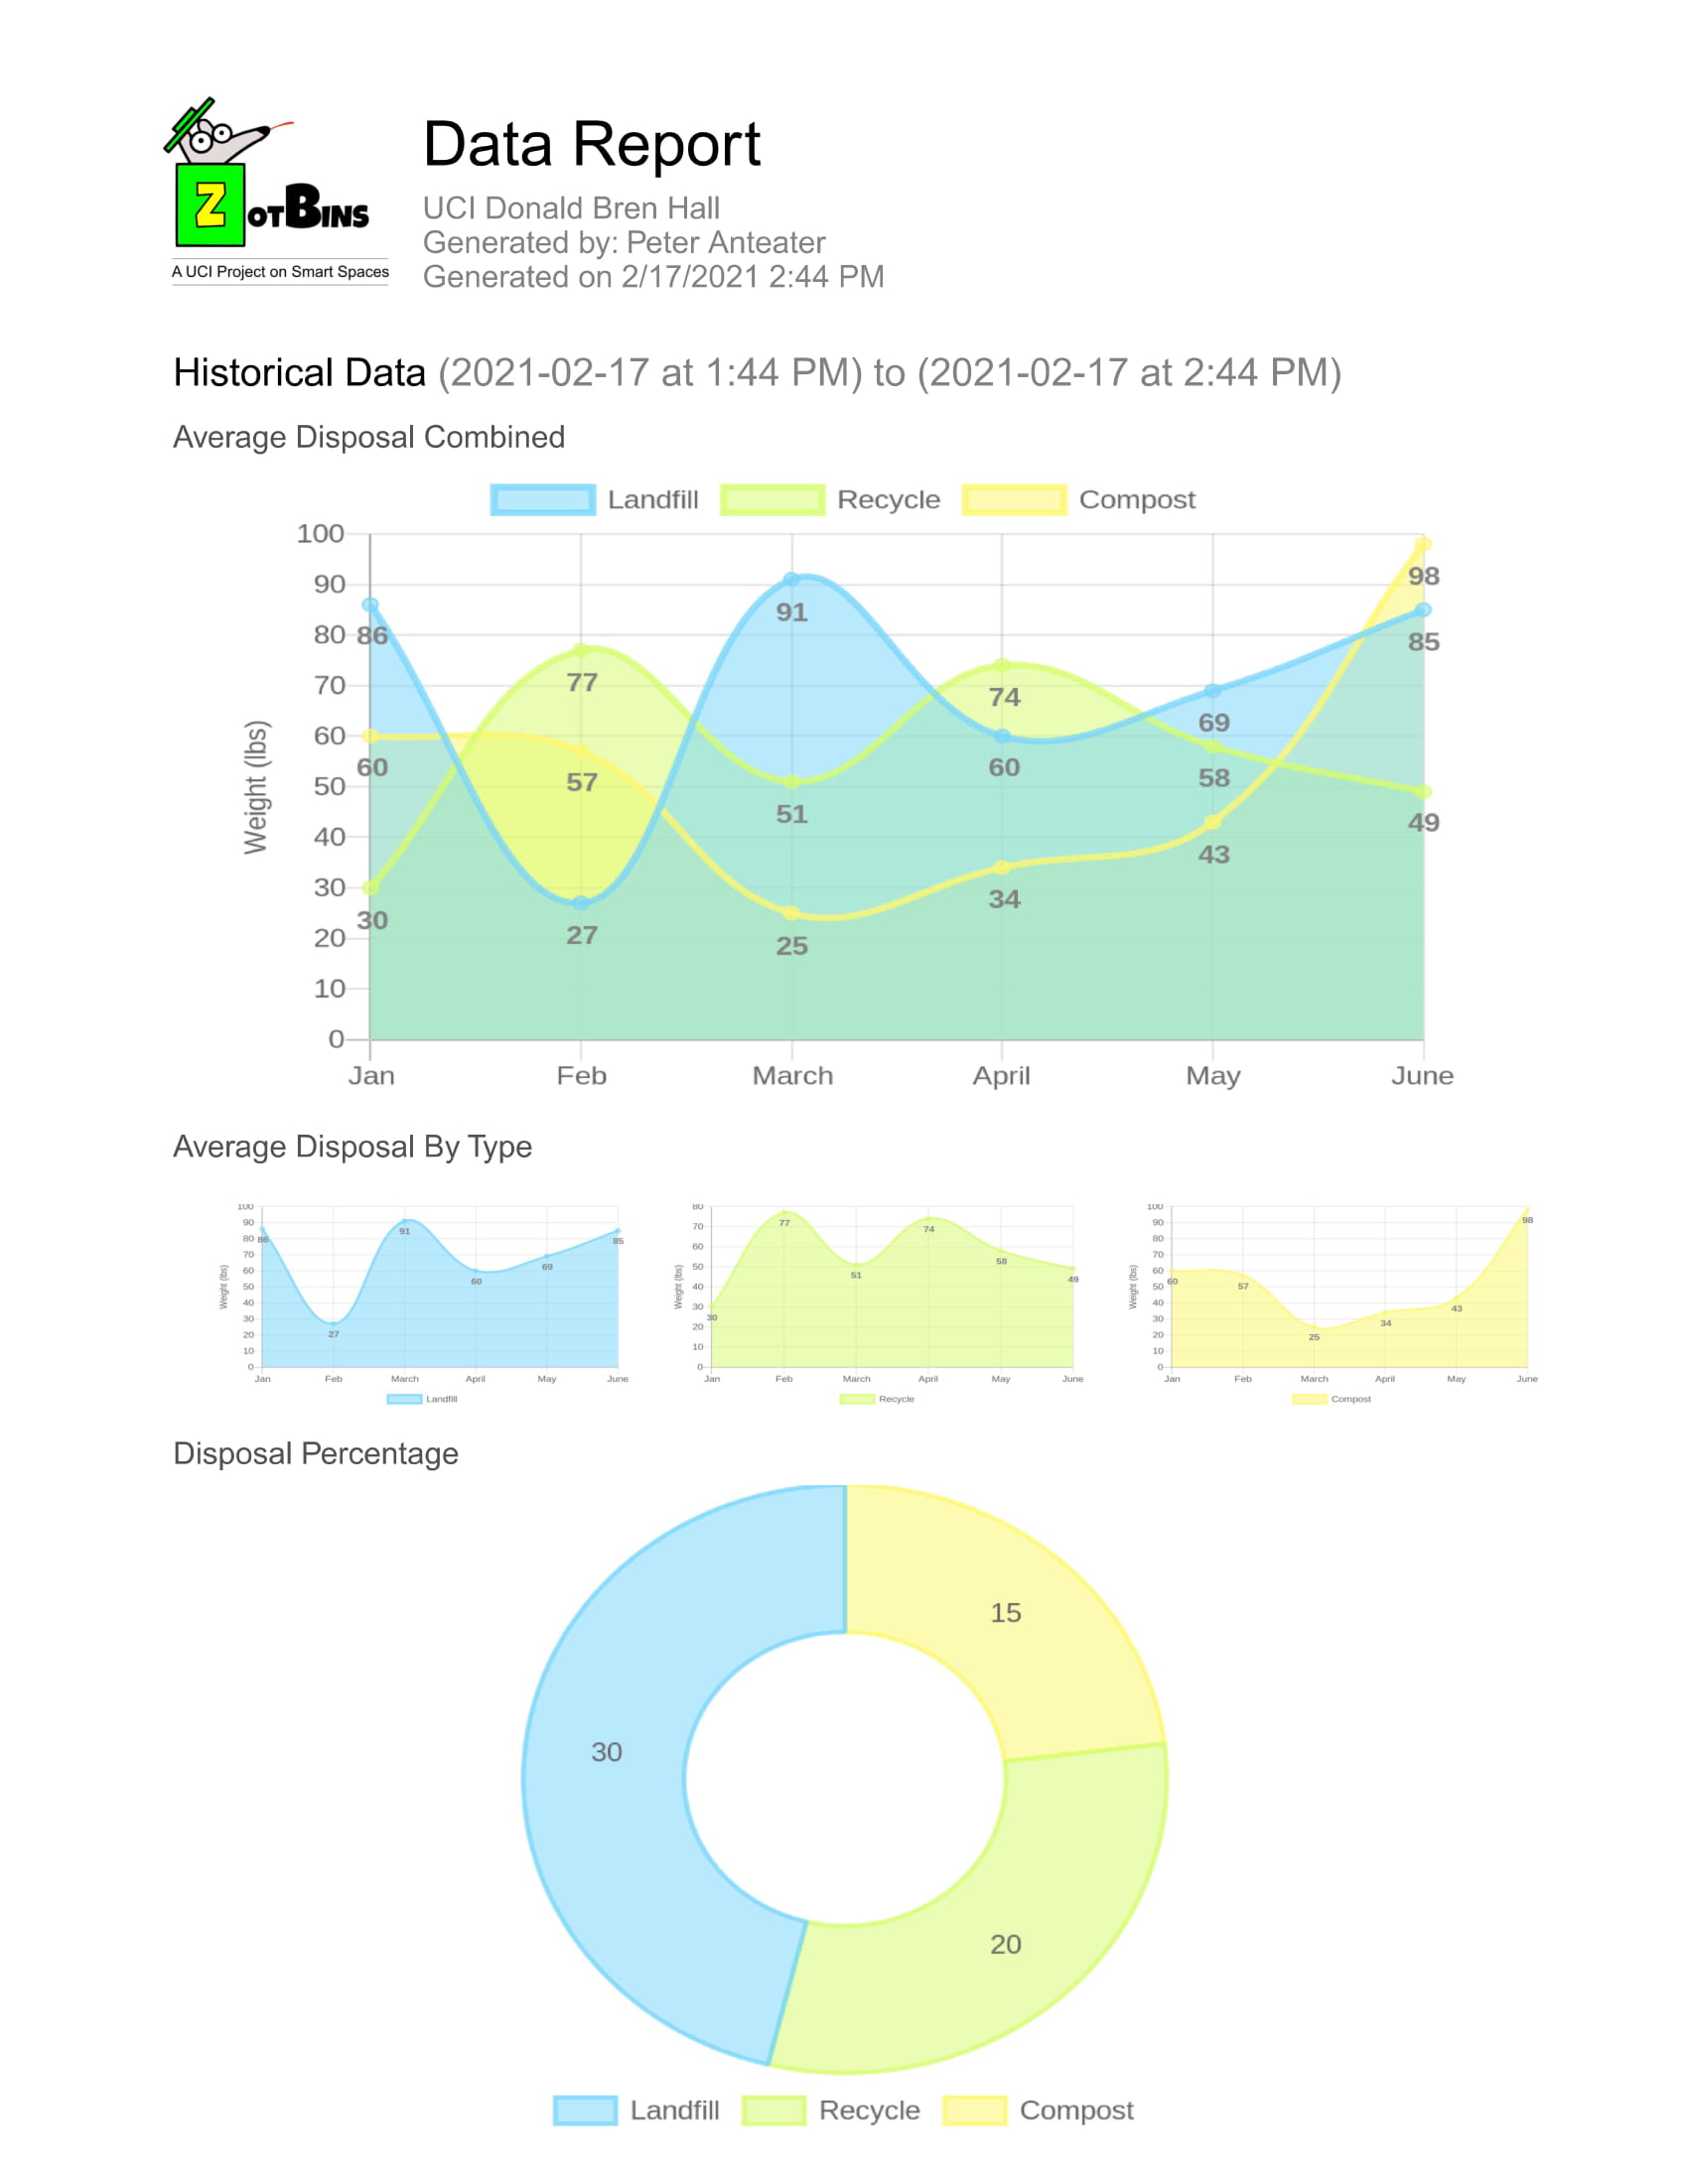 ZOTBINS
A UCI Project on Smart Spaces
Data Report
UCI Donald Bren Hall
Generated by: Peter Anteater
Generated on 2/17/2021 2:44 PM
Historical Data (2021-02-17 at 1:44 PM) to (2021-02-17 at 2:44 PM)
Average Disposal Combined
Landfill Recycle Compost
Weight (lbs)
100
90
80
70
60
50
40
30
20
10
0
86 60 30
77 57 27
91 51 25
74 60 34
69 58 43
98 85 49
Jan Feb March April May June
Average Disposal By Type
Weight (lbs)
100
90
80
70
60
50
40
30
20
10
0
86 27 91 60 69 85
Jan Feb March April May June
Landfill
Weight (lbs)
80
70
60
50
40
30
20
10
0
30 77 51 74 58 49
Jan Feb March April May June
Recycle
Weight (lbs)
100
90
80
70
60
50
40
30
20
10
0
60 57 25 34 43 98
Jan Feb March April May June
Compost
Disposal Percentage
15
30
20
Landfill Recycle Compost